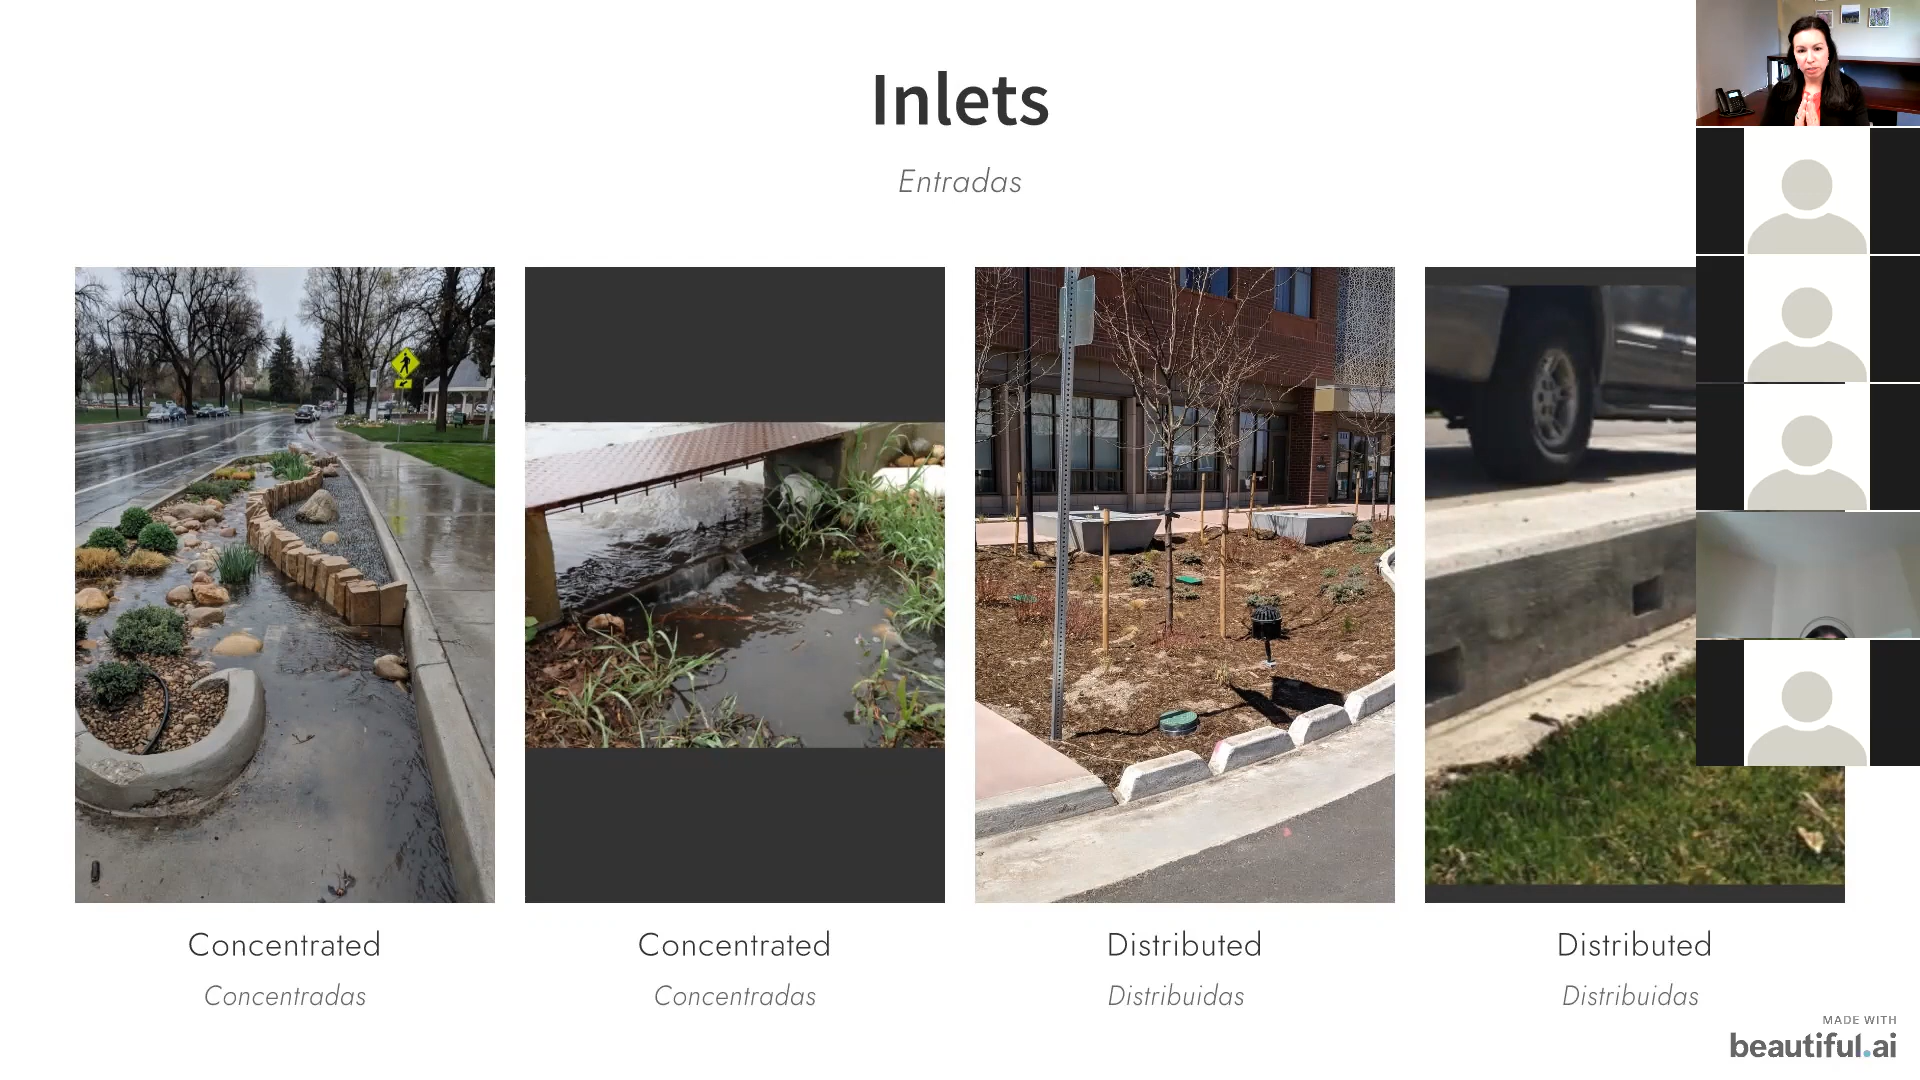 Inlets
Entradas
Concentrated
Concentradas
Concentrated
Concentradas
Distributed
Distribuidas
Distributed
Distribuidas
MADE WITH
beautiful.ai